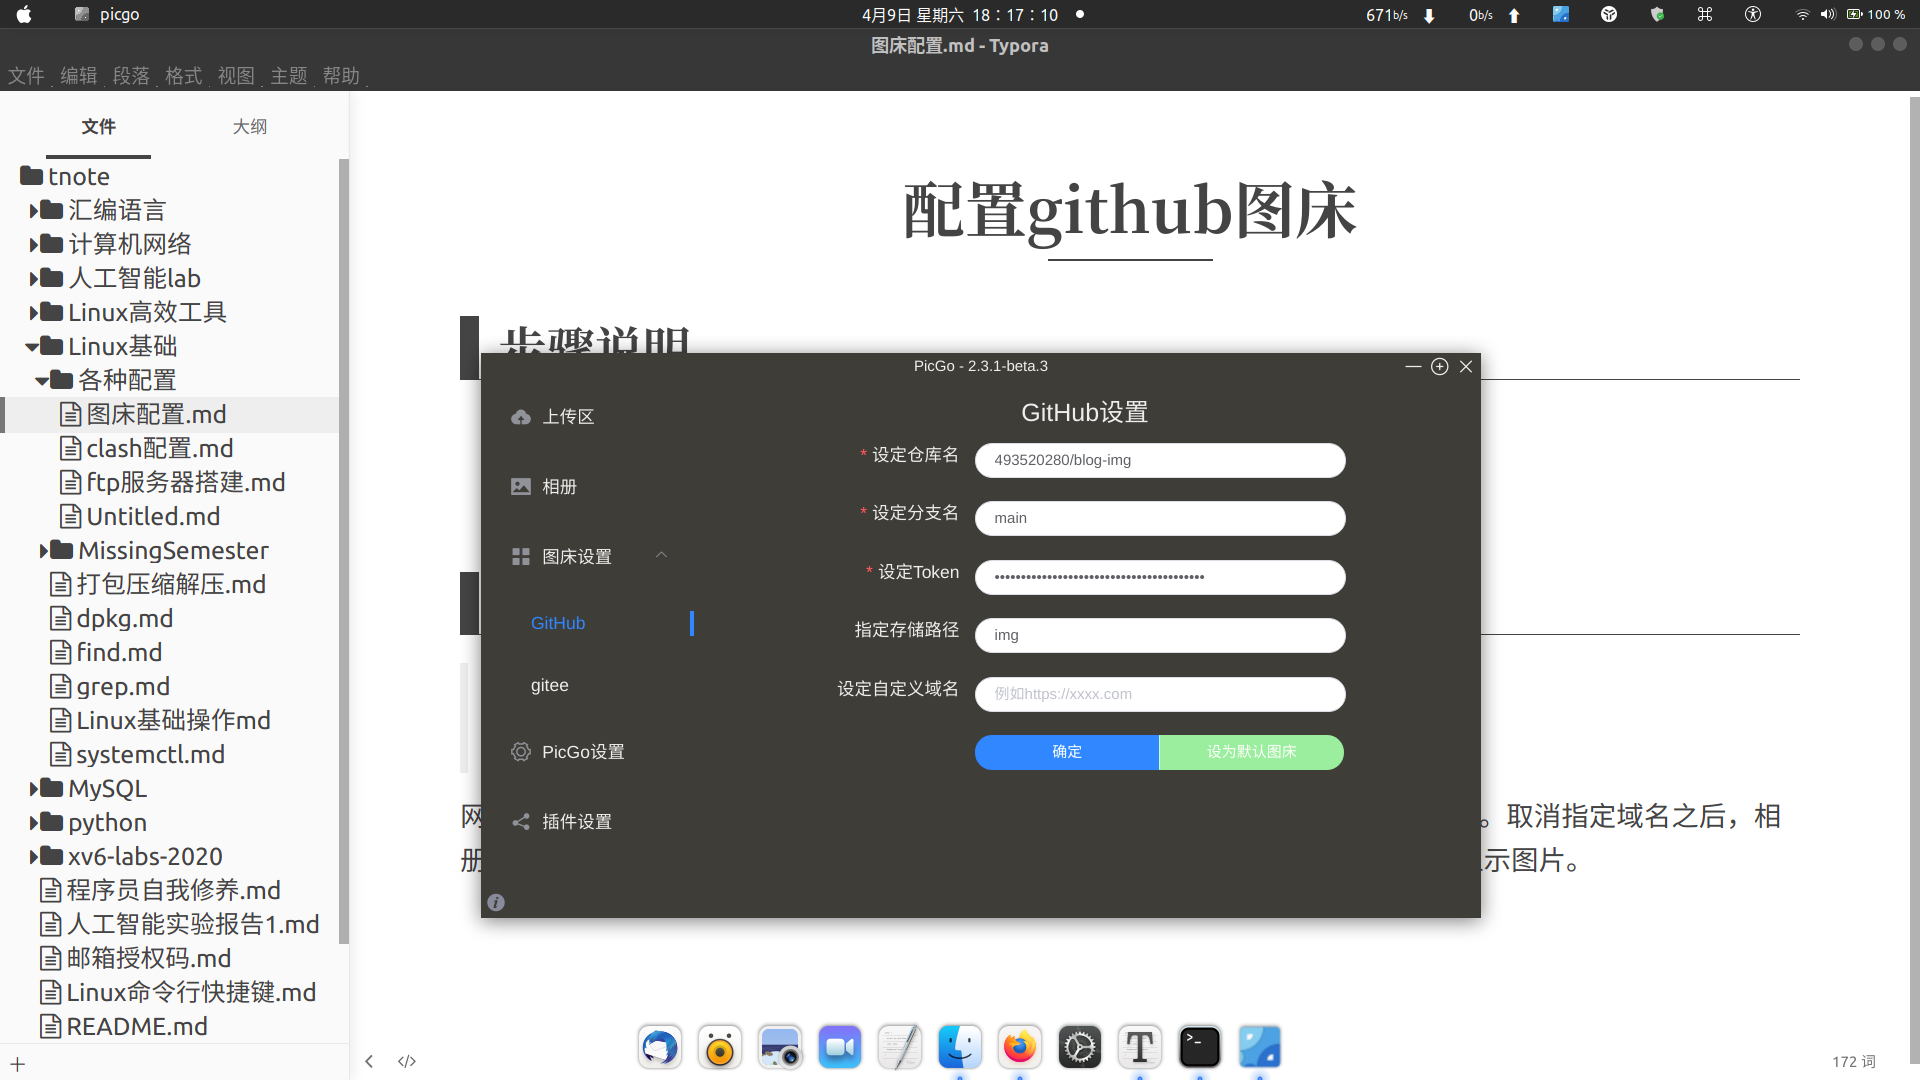 picgo
4月9日 星期六 18：17：10
671b/s 0b/s 100 %
图床配置.md - Typora
文件 编辑 段落 格式 视图 主题 帮助
文件 大纲
tnote
汇编语言
计算机网络
人工智能lab
Linux高效工具
Linux基础
各种配置
图床配置.md
clash配置.md
ftp服务器搭建.md
Untitled.md
MissingSemester
打包压缩解压.md
dpkg.md
find.md
grep.md
Linux基础操作md
systemctl.md
MySQL
python
xv6-labs-2020
程序员自我修养.md
人工智能实验报告1.md
邮箱授权码.md
Linux命令行快捷键.md
README.md
配置github图床
步骤说明
PicGo - 2.3.1-beta.3
上传区
相册
图床设置
GitHub
gitee
PicGo设置
插件设置
GitHub设置
* 设定仓库名 493520280/blog-img
* 设定分支名 main
* 设定Token ••••••••••••••••••••••••••••••••••••••••
指定存储路径 img
设定自定义域名 例如https://xxxx.com
确定 设为默认图床
网 。取消指定域名之后，相
册 示图片。
172 词